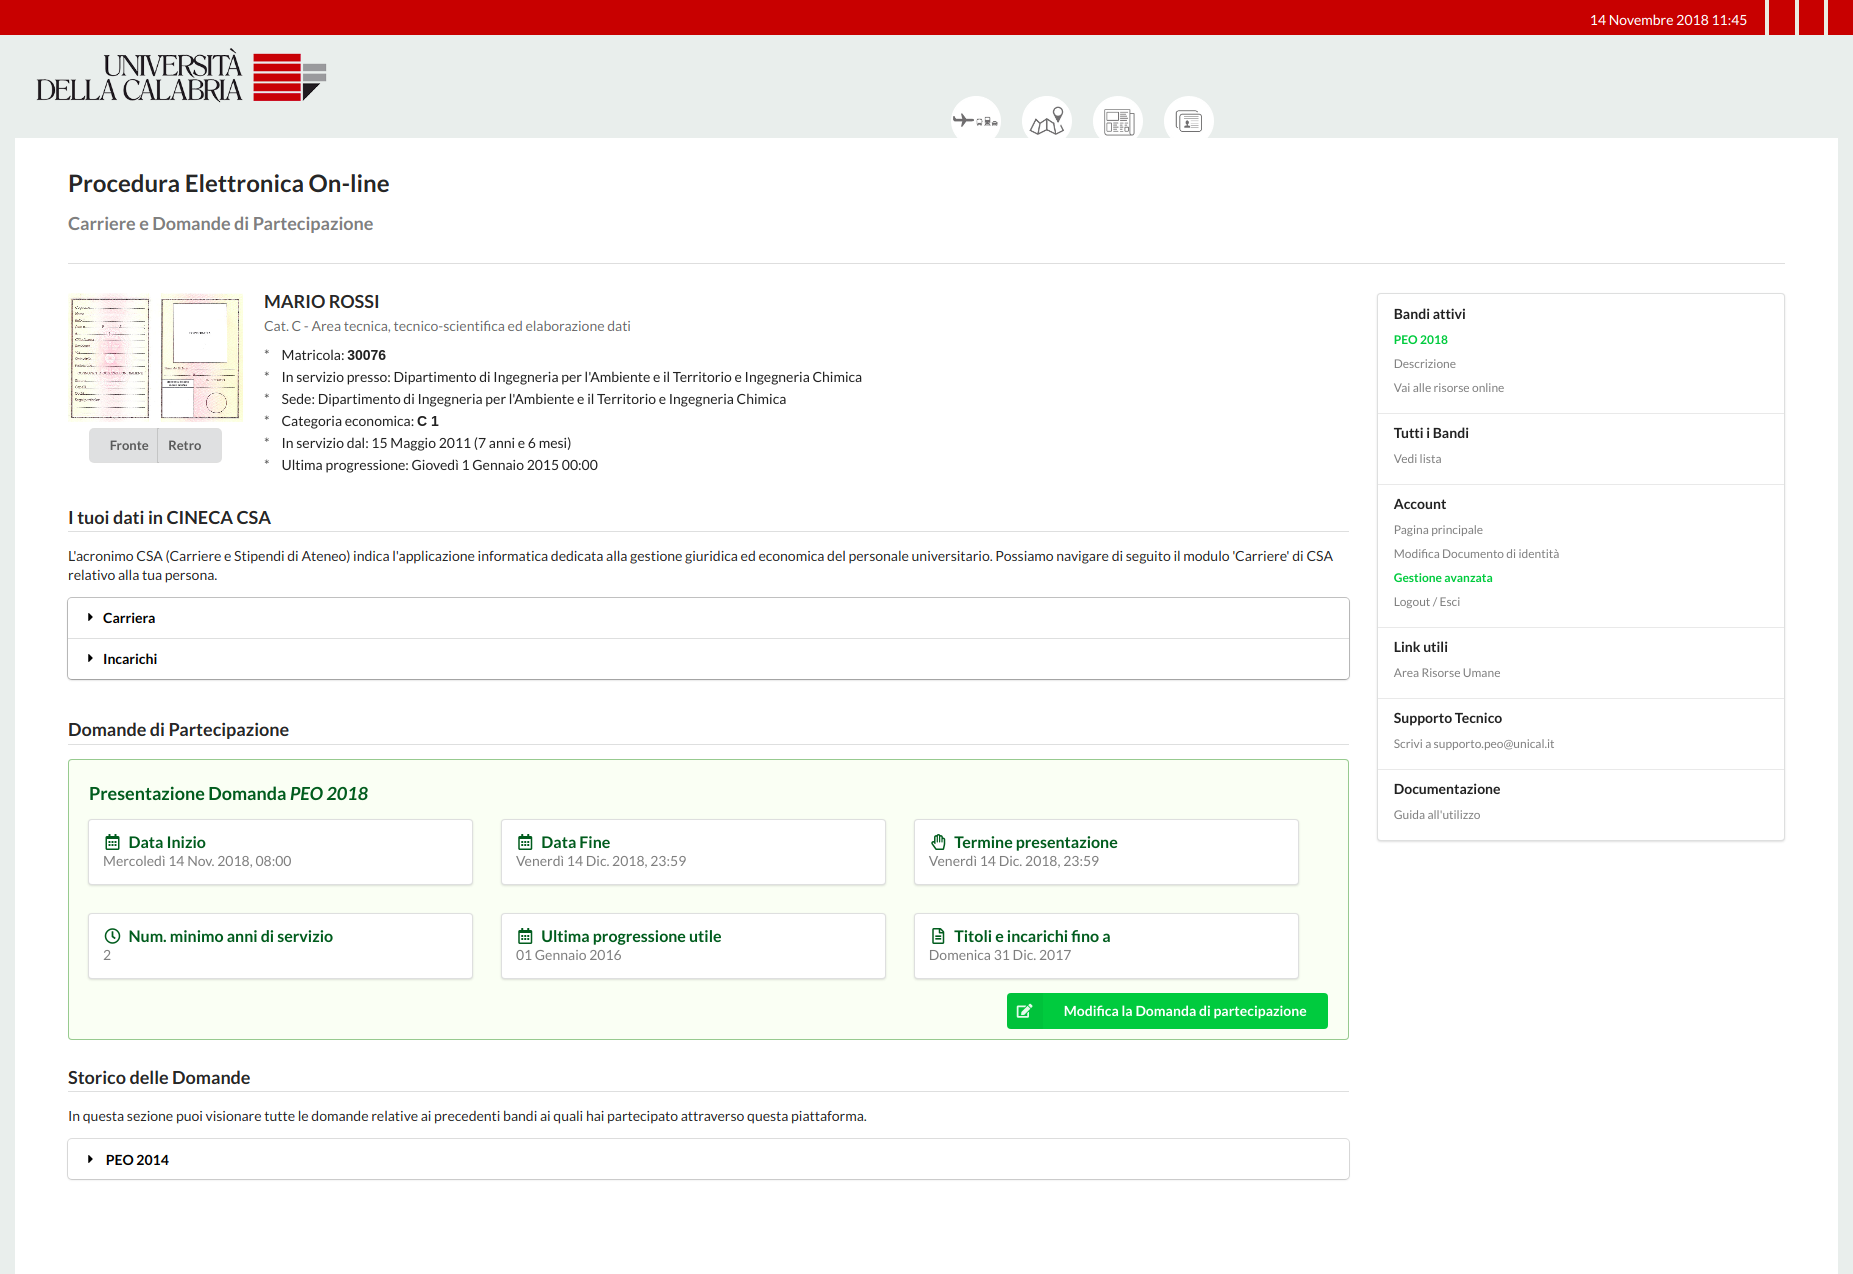 14 Novembre 2018 11:45
UNIVERSITÀ
DELLA CALABRIA
Procedura Elettronica On-line
Carriere e Domande di Partecipazione
MARIO ROSSI
Cat. C - Area tecnica, tecnico-scientifica ed elaborazione dati
* Matricola: 30076
* In servizio presso: Dipartimento di Ingegneria per l'Ambiente e il Territorio e Ingegneria Chimica
* Sede: Dipartimento di Ingegneria per l'Ambiente e il Territorio e Ingegneria Chimica
* Categoria economica: C 1
* In servizio dal: 15 Maggio 2011 (7 anni e 6 mesi)
* Ultima progressione: Giovedì 1 Gennaio 2015 00:00
Fronte Retro
I tuoi dati in CINECA CSA
L'acronimo CSA (Carriere e Stipendi di Ateneo) indica l'applicazione informatica dedicata alla gestione giuridica ed economica del personale universitario. Possiamo navigare di seguito il modulo 'Carriere' di CSA
relativo alla tua persona.
Carriera
Incarichi
Domande di Partecipazione
Presentazione Domanda PEO 2018
Data Inizio
Mercoledì 14 Nov. 2018, 08:00
Data Fine
Venerdì 14 Dic. 2018, 23:59
Termine presentazione
Venerdì 14 Dic. 2018, 23:59
Num. minimo anni di servizio
2
Ultima progressione utile
01 Gennaio 2016
Titoli e incarichi fino a
Domenica 31 Dic. 2017
Modifica la Domanda di partecipazione
Storico delle Domande
In questa sezione puoi visionare tutte le domande relative ai precedenti bandi ai quali hai partecipato attraverso questa piattaforma.
PEO 2014
Bandi attivi
PEO 2018
Descrizione
Vai alle risorse online
Tutti i Bandi
Vedi lista
Account
Pagina principale
Modifica Documento di identità
Gestione avanzata
Logout / Esci
Link utili
Area Risorse Umane
Supporto Tecnico
Scrivi a supporto.peo@unical.it
Documentazione
Guida all'utilizzo